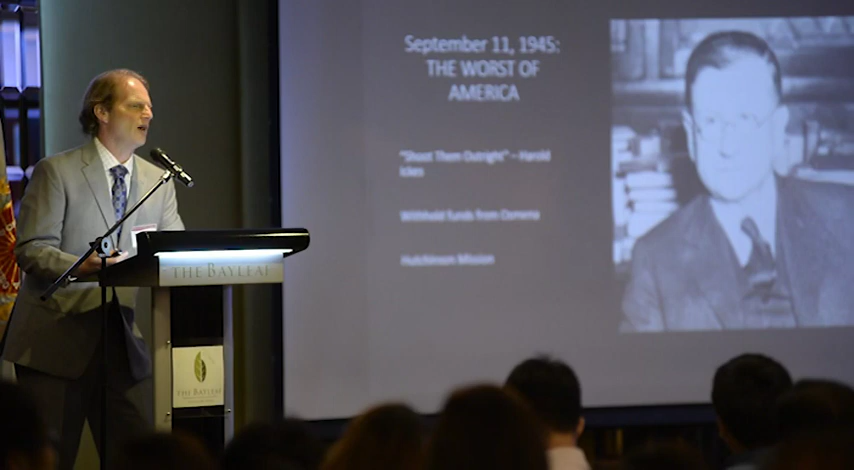 September 11, 1945:
THE WORST OF
AMERICA
"Shoot Them Outright" – Harold
Ickes
Withheld funds from Osmena
Hutchinson Mission
THE BAYLEAF
THE BAYLEAF